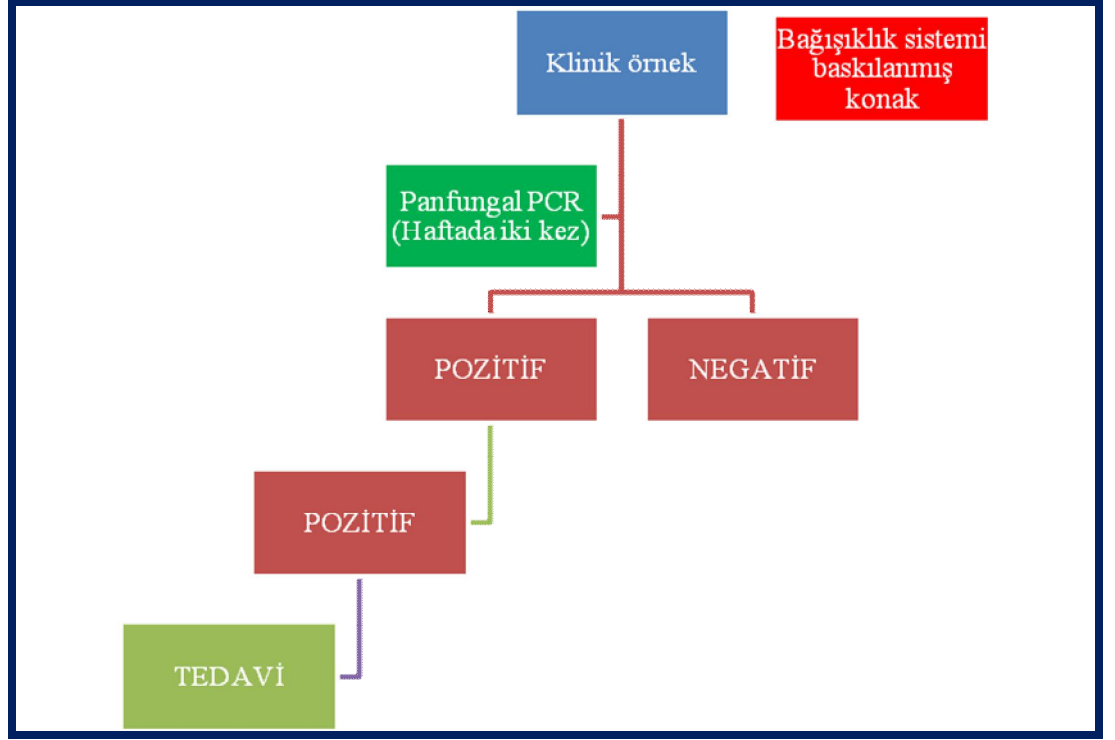 Klinik örnek
Bağışıklık sistemi
baskılanmış
konak
Panfungal PCR
(Haftada iki kez)
POZİTİF
NEGATİF
POZİTİF
TEDAVİ